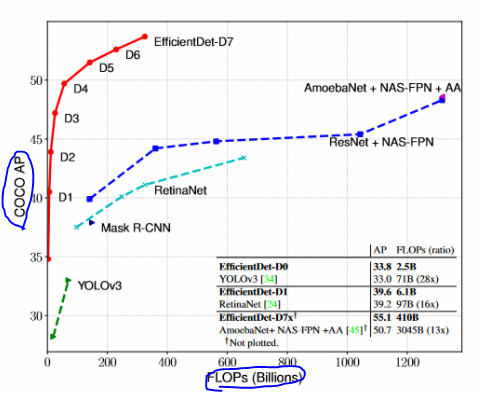 EfficientDet-D7
D6
D5
D4
AmoebaNet + NAS-FPN + AA
D3
ResNet + NAS-FPN
D2
D1
RetinaNet
Mask R-CNN
YOLOv3
COCO AP
50
45
40
35
30
AP FLOPs (ratio)
EfficientDet-D0 33.8 2.5B
YOLOv3 [34] 33.0 71B (28x)
EfficientDet-D1 39.6 6.1B
RetinaNet [24] 39.2 97B (16x)
EfficientDet-D7x† 55.1 410B
AmoebaNet+ NAS-FPN +AA [45]† 50.7 3045B (13x)
†Not plotted.
0 200 400 600 800 1000 1200
FLOPs (Billions)